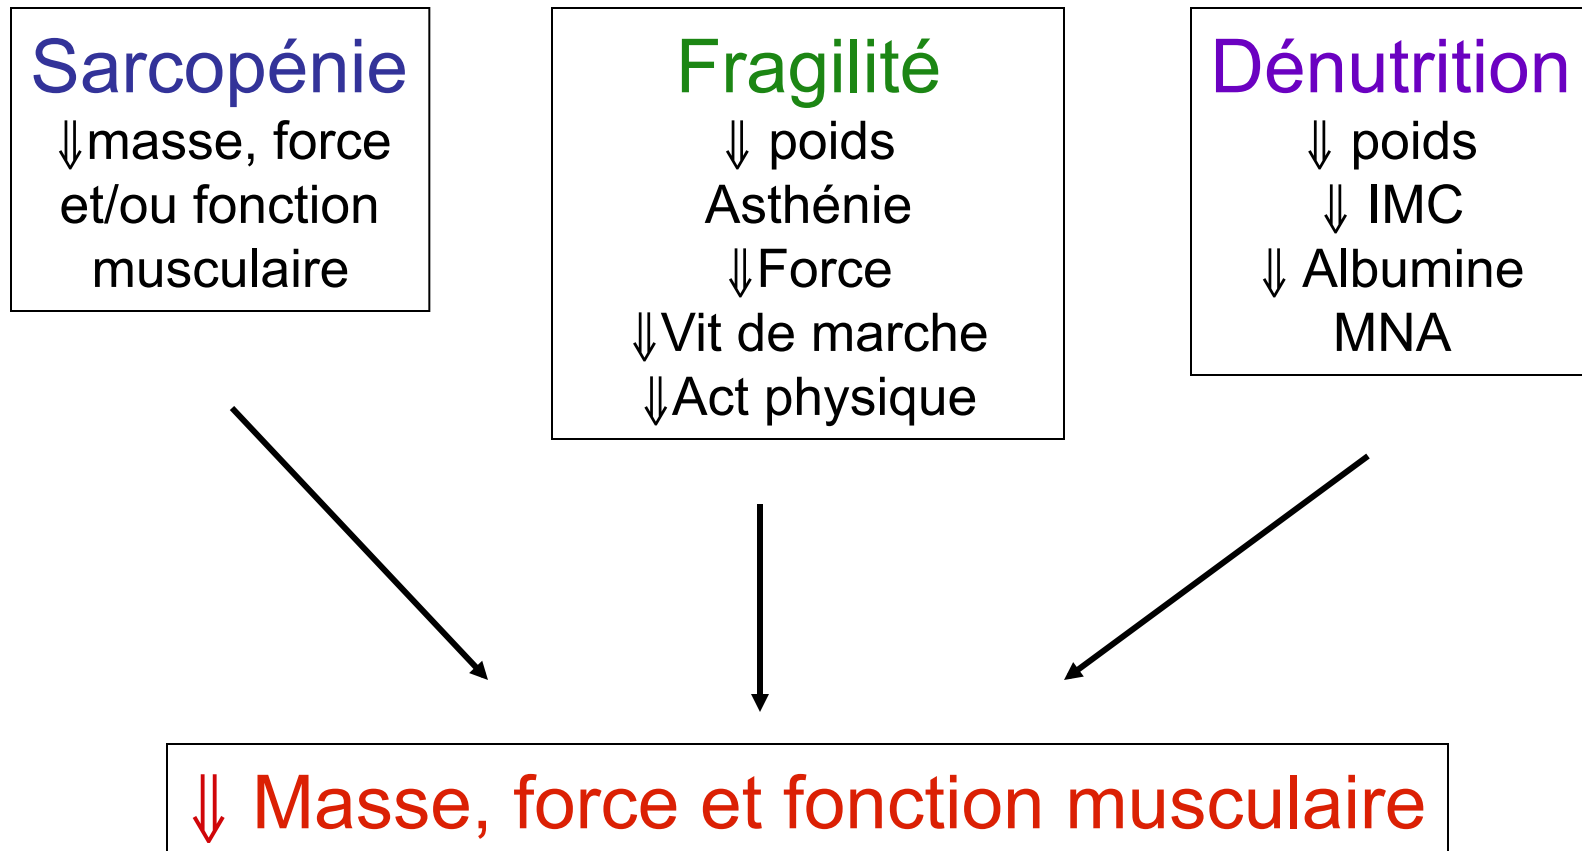 Sarcopénie
⇓masse, force
et/ou fonction
musculaire
Fragilité
⇓ poids
Asthénie
⇓Force
⇓Vit de marche
⇓Act physique
Dénutrition
⇓ poids
⇓ IMC
⇓ Albumine
MNA
⇓ Masse, force et fonction musculaire